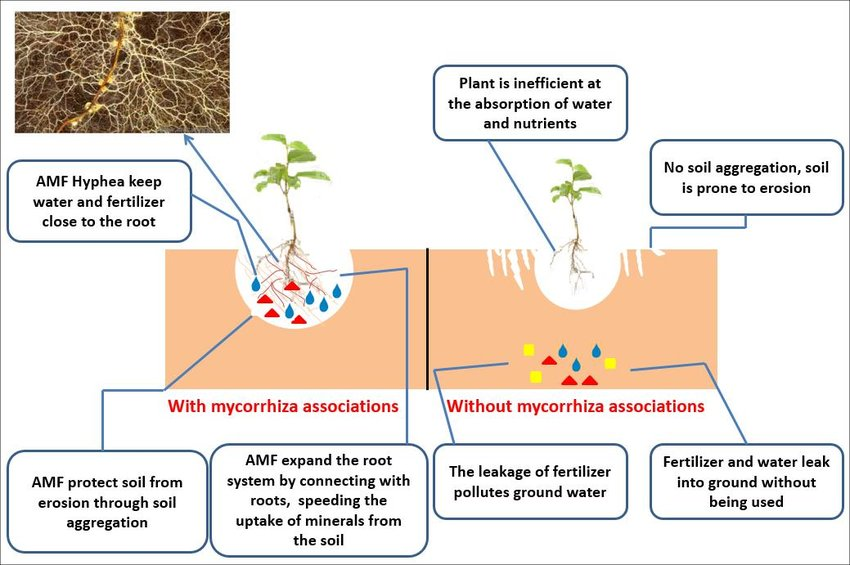 Plant is inefficient at
the absorption of water
and nutrients
AMF Hyphea keep
water and fertilizer
close to the root
No soil aggregation, soil
is prone to erosion
With mycorrhiza associations
Without mycorrhiza associations
AMF protect soil from
erosion through soil
aggregation
AMF expand the root
system by connecting with
roots, speeding the
uptake of minerals from
the soil
The leakage of fertilizer
pollutes ground water
Fertilizer and water leak
into ground without
being used